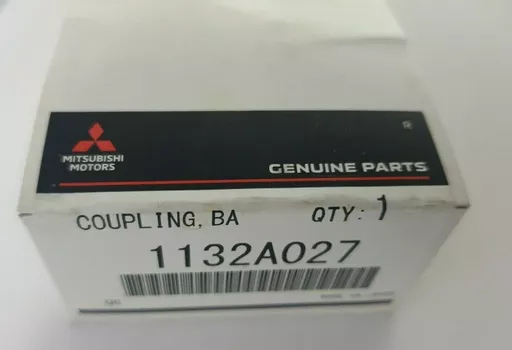 MITSUBISHI
MOTORS
GENUINE PARTS
COUPLING, BA QTY: 1
1132A027